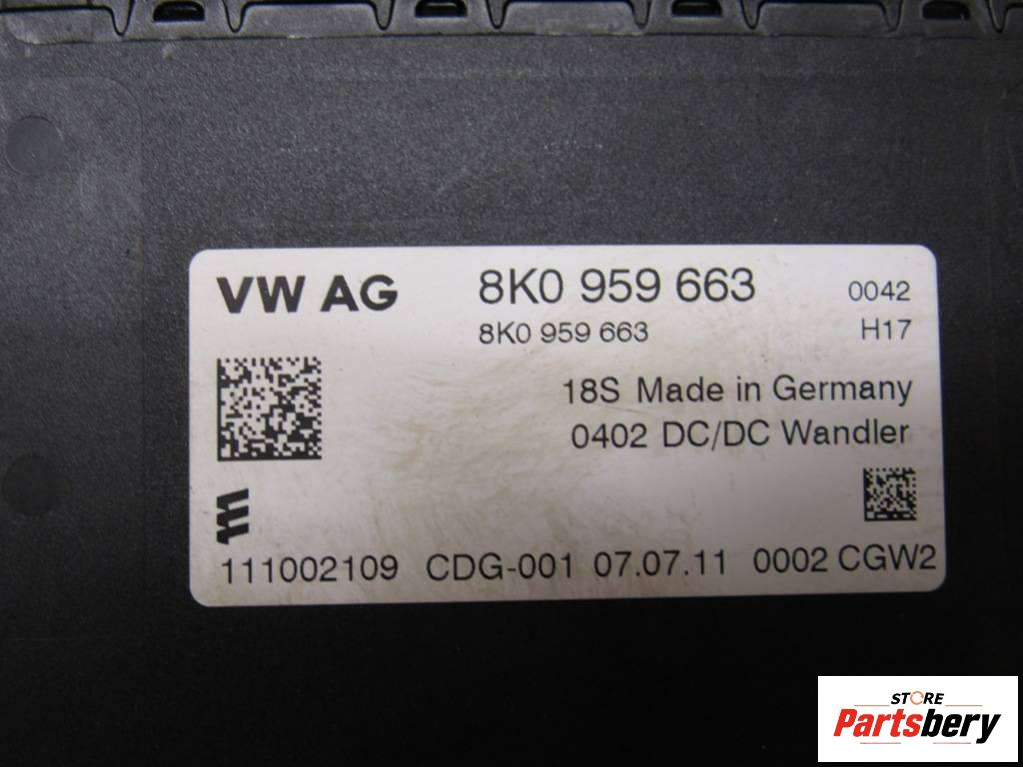 VW AG 8K0 959 663 0042
8K0 959 663 H17
18S Made in Germany
0402 DC/DC Wandler
111002109 CDG-001 07.07.11 0002 CGW2
STORE
Partsbery